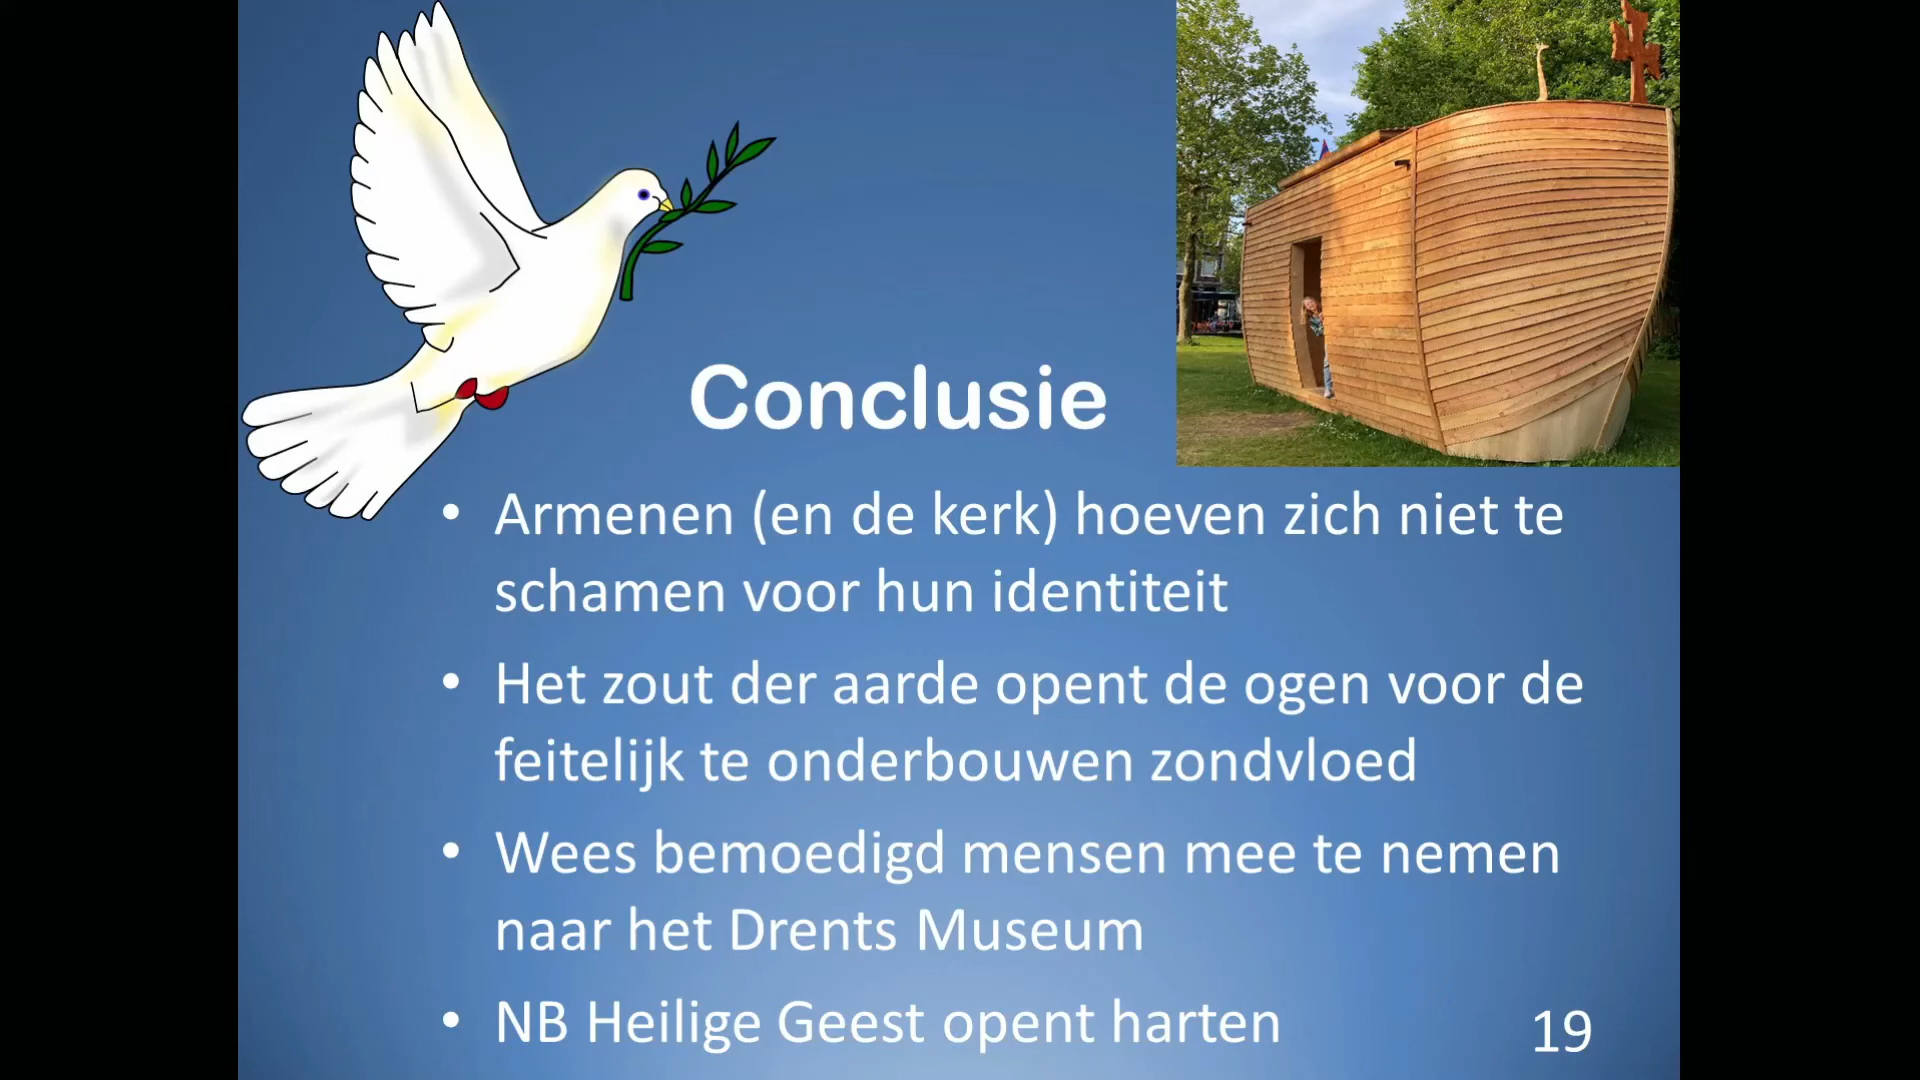 Conclusie
• Armenen (en de kerk) hoeven zich niet te
schamen voor hun identiteit
• Het zout der aarde opent de ogen voor de
feitelijk te onderbouwen zondvloed
• Wees bemoedigd mensen mee te nemen
naar het Drents Museum
• NB Heilige Geest opent harten
19